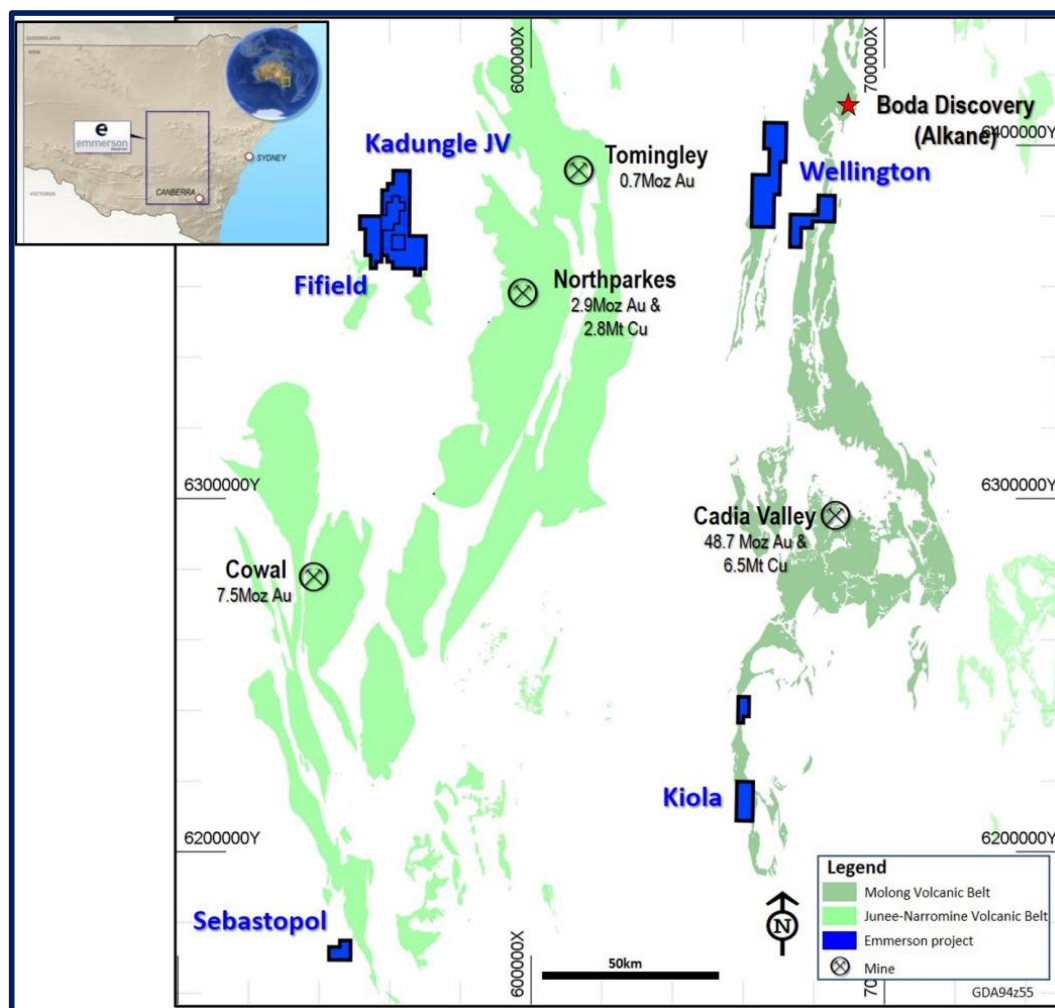 QUEENSLAND
NSW
e
emmerson
SYDNEY
CANBERRA
VICTORIA
600000X
700000X
Boda Discovery
(Alkane)
6400000Y
Kadungle JV
Tomingley
0.7Moz Au
Wellington
Fifield
Northparkes
2.9Moz Au &
2.8Mt Cu
6300000Y
6300000Y
Cadia Valley
48.7 Moz Au &
6.5Mt Cu
Cowal
7.5Moz Au
Kiola
6200000Y
6200000Y
Sebastopol
600000X
50km
N
Legend
Molong Volcanic Belt
Junee-Narromine Volcanic Belt
Emmerson project
Mine
GDA94z55